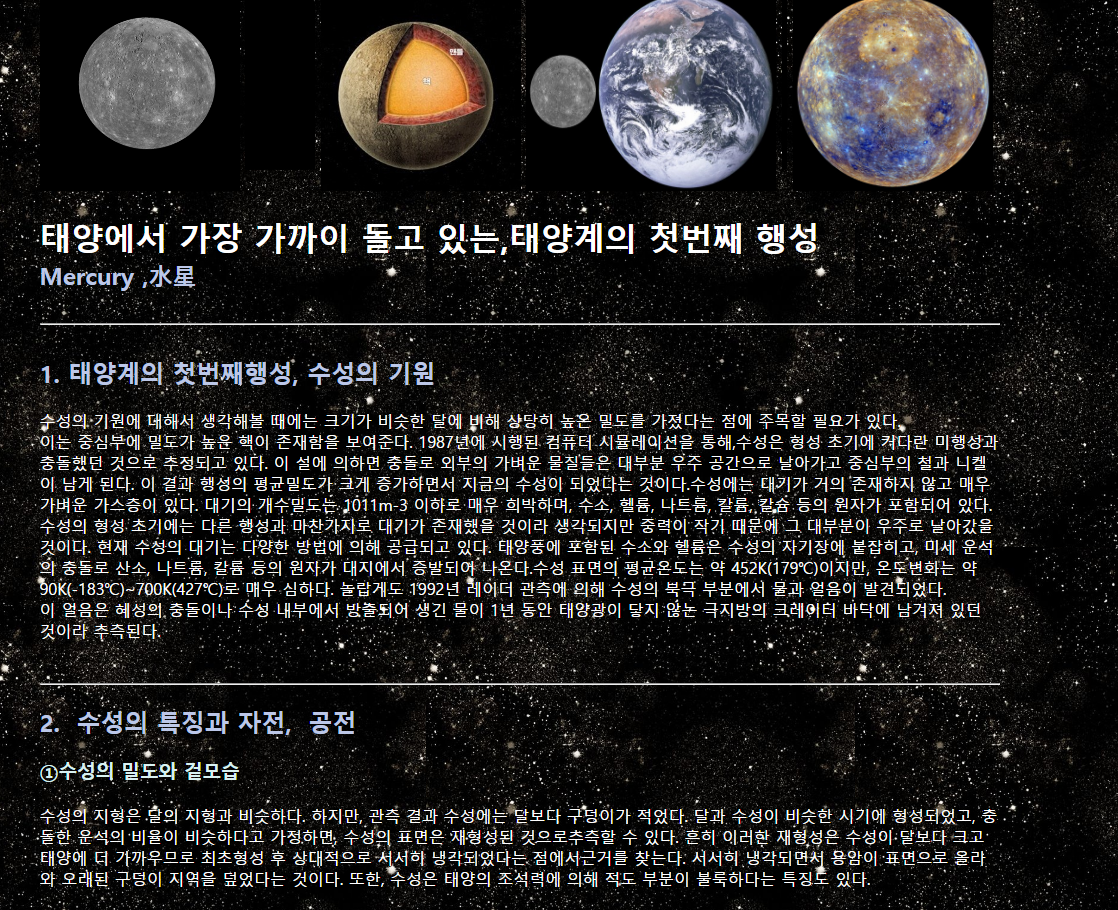 맨틀
핵
태양에서 가장 가까이 돌고 있는,태양계의 첫번째 행성
Mercury ,水星
1. 태양계의 첫번째행성, 수성의 기원
수성의 기원에 대해서 생각해볼 때에는 크기가 비슷한 달에 비해 상당히 높은 밀도를 가졌다는 점에 주목할 필요가 있다.
이는 중심부에 밀도가 높운 핵이 존재함을 보여준다. 1987년에 시행된 컴퓨터 시뮬레이션을 통해,수성은 형성 초기에 커다란 미행성과
충돌했던 것으로 추정되고 있다. 이 설에 의하면 충돌로 외부의 가벼운 물질들은 대부분 우주 공간으로 날아가고 중심부의 철과 니켈
이 남게 된다. 이 결과 행성의 평균밀도가 크게 증가하면서 지금의 수성이 되었다는 것이다.수성에는 대기가 거의 존재하지 않고 매우
가벼운 가스층이 있다. 대기의 개수밀도는 1011m-3 이하로 매우 희박하며, 수소, 헬륨, 나트륨, 칼륨, 칼슘 등의 원자가 포함되어 있다.
수성의 형성 초기에는 다른 행성과 마찬가지로 대기가 존재했을 것이라 생각되지만 중력이 작기 때문에 그 대부분이 우주로 날아갔을
것이다. 현재 수성의 대기는 다양한 방법에 의해 공급되고 있다. 태양풍에 포함된 수소와 헬륨은 수성의 자기장에 붙잡히고, 미세 운석
의 충돌로 산소, 나트륨, 칼륨 등의 원자가 대지에서 증발되어 나온다.수성 표면의 평균온도는 약 452K(179℃)이지만, 온도변화는 약
90K(-183℃)~700K(427℃)로 매우 심하다. 놀랍게도 1992년 레이더 관측에 의해 수성의 북극 부분에서 물과 얼음이 발견되었다.
이 얼음은 혜성의 충돌이나 수성 내부에서 방출되어 생긴 물이 1년 동안 태양광이 닿지 않논 극지방의 크레이터 바닥에 남겨져 있던
것이라 추측된다.
2. 수성의 특징과 자전, 공전
①수성의 밀도와 겉모습
수성의 지형은 달의 지형과 비슷하다. 하지만, 관측 결과 수성에는 달보다 구덩이가 적었다. 달과 수성이 비슷한 시기에 형성되었고, 충
돌한 운석의 비율이 비슷하다고 가정하면, 수성의 표면은 재형성된 것으로추측할 수 있다. 흔히 이러한 재형성은 수성이 달보다 크고
태양에 더 가까우므로 최초형성 후 상대적으로 서서히 냉각되었다는 점에서근거를 찾는다. 서서히 냉각되면서 용암이 표면으로 올라
와 오래된 구덩이 지역을 덮었다는 것이다. 또한, 수성은 태양의 조석력에 의해 적도 부분이 불룩하다는 특징도 있다.